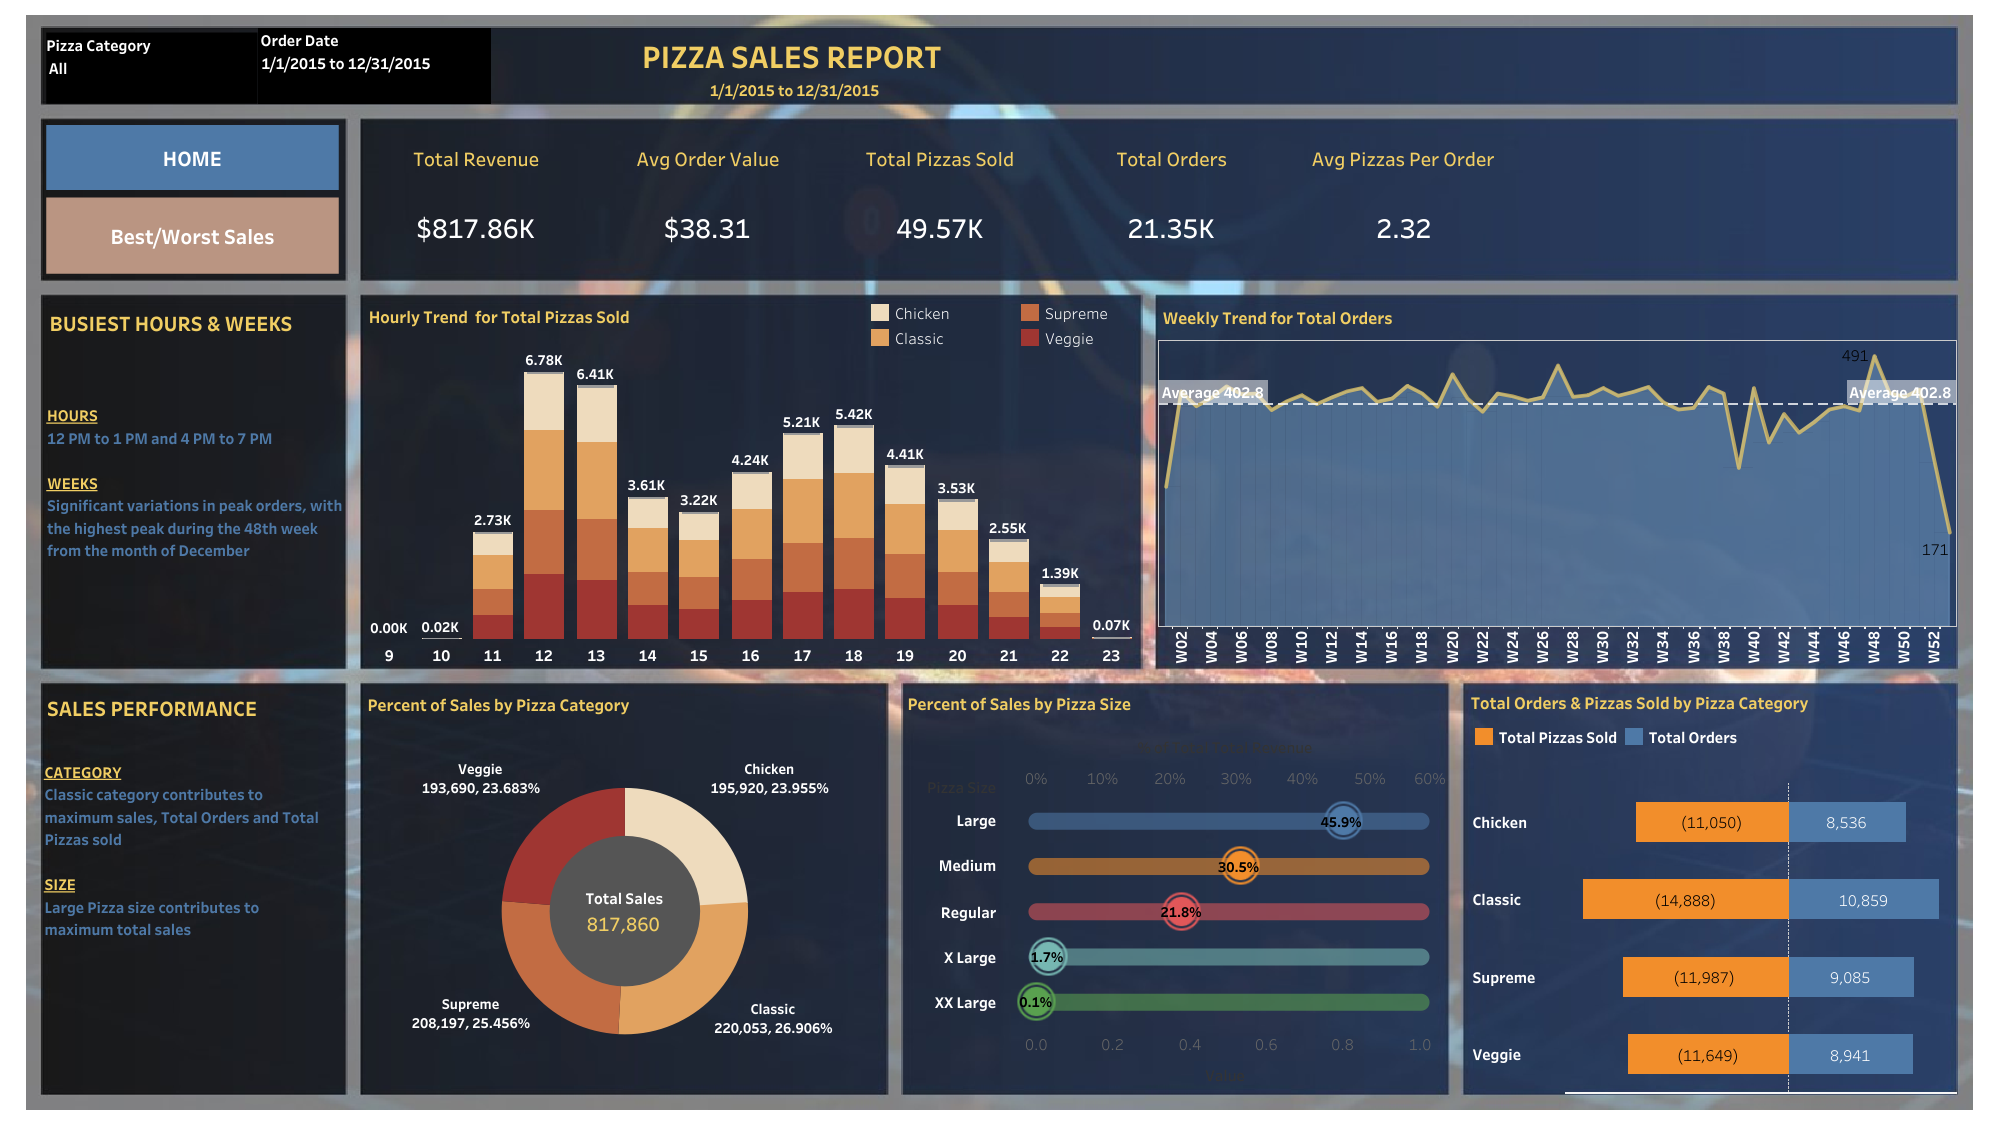 Pizza Category
All
Order Date
1/1/2015 to 12/31/2015
PIZZA SALES REPORT
1/1/2015 to 12/31/2015
HOME
Best/Worst Sales
Total Revenue
Avg Order Value
Total Pizzas Sold
Total Orders
Avg Pizzas Per Order
$817.86K
$38.31
49.57K
21.35K
2.32
BUSIEST HOURS & WEEKS
HOURS
12 PM to 1 PM and 4 PM to 7 PM
WEEKS
Significant variations in peak orders, with
the highest peak during the 48th week
from the month of December
Hourly Trend for Total Pizzas Sold
Chicken
Supreme
Classic
Veggie
0.00K
0.02K
2.73K
6.78K
6.41K
3.61K
3.22K
4.24K
5.21K
5.42K
4.41K
3.53K
2.55K
1.39K
0.07K
9 10 11 12 13 14 15 16 17 18 19 20 21 22 23
Weekly Trend for Total Orders
491
Average 402.8
Average 402.8
171
W02 W04 W06 W08 W10 W12 W14 W16 W18 W20 W22 W24 W26 W28 W30 W32 W34 W36 W38 W40 W42 W44 W46 W48 W50 W52
SALES PERFORMANCE
CATEGORY
Classic category contributes to
maximum sales, Total Orders and Total
Pizzas sold
SIZE
Large Pizza size contributes to
maximum total sales
Percent of Sales by Pizza Category
Veggie
193,690, 23.683%
Chicken
195,920, 23.955%
Total Sales
817,860
Supreme
208,197, 25.456%
Classic
220,053, 26.906%
Percent of Sales by Pizza Size
Pizza Size
0% 10% 20% 30% 40% 50% 60%
Large
45.9%
Medium
30.5%
Regular
21.8%
X Large
1.7%
XX Large
0.1%
0.0 0.2 0.4 0.6 0.8 1.0
Total Orders & Pizzas Sold by Pizza Category
Total Pizzas Sold
Total Orders
Chicken
(11,050)
8,536
Classic
(14,888)
10,859
Supreme
(11,987)
9,085
Veggie
(11,649)
8,941